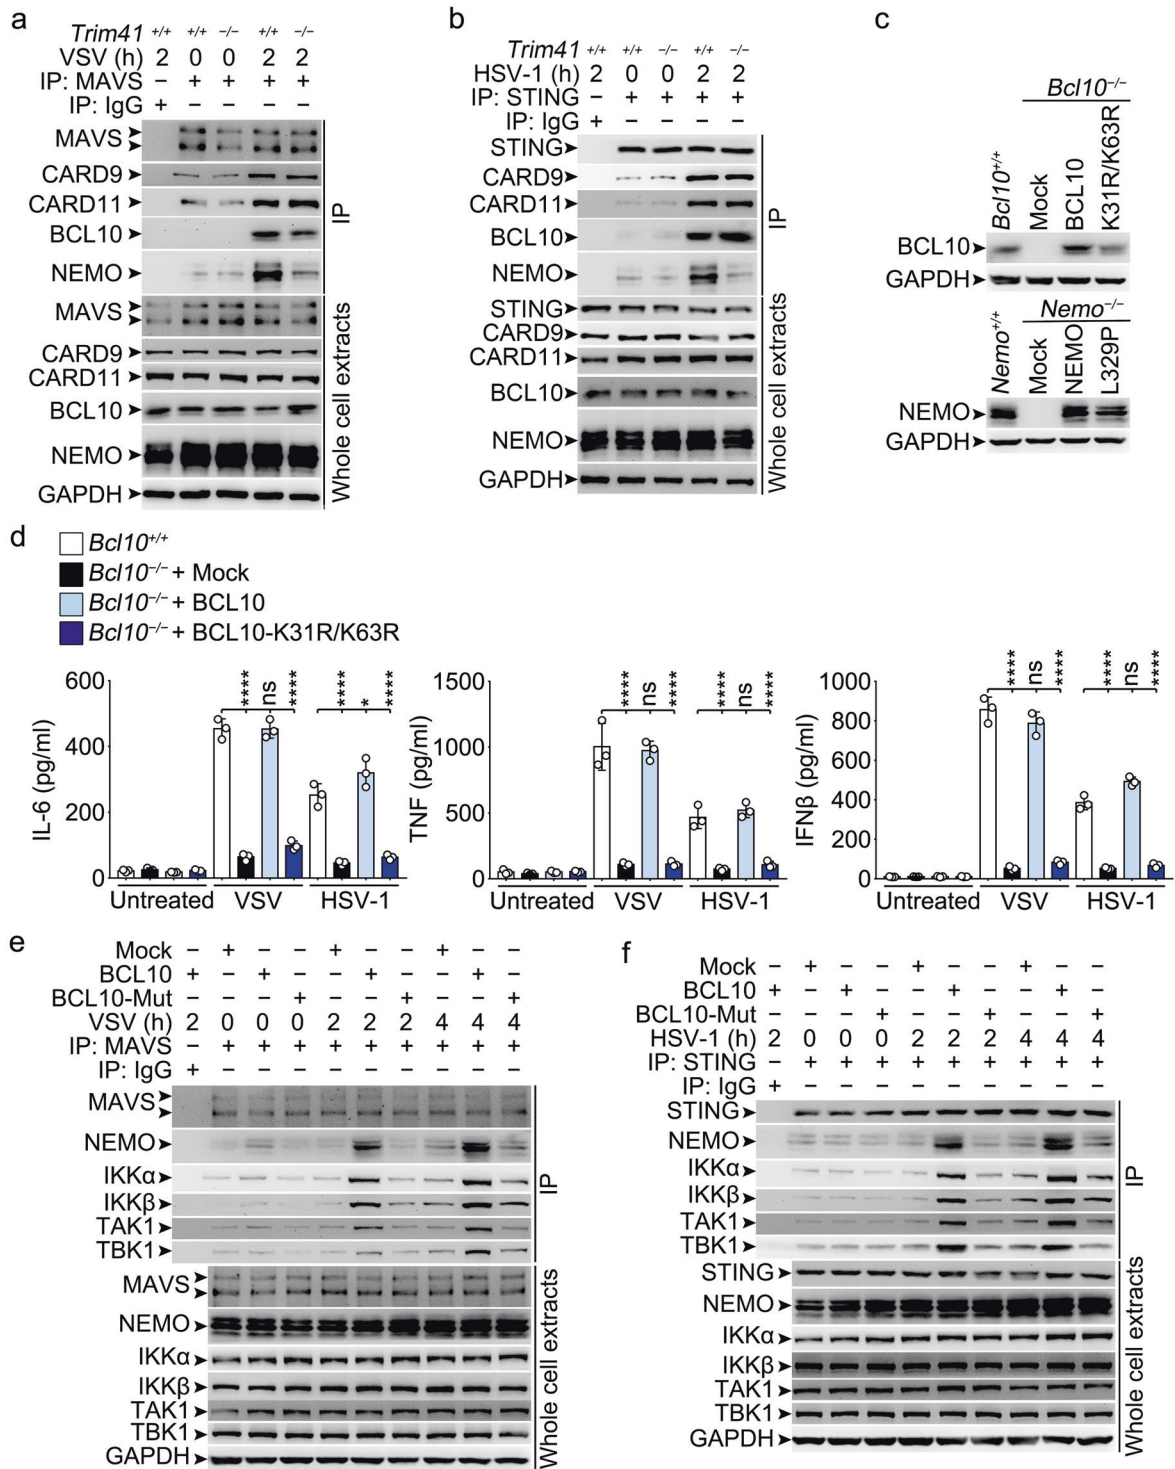 a
Trim41 +/+ +/+ −/− +/+ −/−
VSV (h) 2 0 0 2 2
IP: MAVS − + + + +
IP: IgG + − − − −
MAVS
CARD9
CARD11
BCL10
NEMO
IP
MAVS
CARD9
CARD11
BCL10
NEMO
GAPDH
Whole cell extracts
b
Trim41 +/+ +/+ −/− +/+ −/−
HSV-1 (h) 2 0 0 2 2
IP: STING − + + + +
IP: IgG + − − − −
STING
CARD9
CARD11
BCL10
NEMO
IP
STING
CARD9
CARD11
BCL10
NEMO
GAPDH
Whole cell extracts
c
Bcl10−/−
Bcl10+/+ Mock BCL10 K31R/K63R
BCL10
GAPDH
Nemo−/−
Nemo+/+ Mock NEMO L329P
NEMO
GAPDH
d
Bcl10+/+
Bcl10−/− + Mock
Bcl10−/− + BCL10
Bcl10−/− + BCL10-K31R/K63R
IL-6 (pg/ml)
600
400
200
0
**** ns **** **** * ****
Untreated VSV HSV-1
TNF (pg/ml)
1500
1000
500
0
**** ns **** **** ns ****
Untreated VSV HSV-1
IFNβ (pg/ml)
1000
800
600
400
200
0
**** ns **** **** ns ****
Untreated VSV HSV-1
e
Mock − + − − + − − + − −
BCL10 + − + − − + − − + −
BCL10-Mut − − − + − − + − − +
VSV (h) 2 0 0 0 2 2 2 4 4 4
IP: MAVS − + + + + + + + + +
IP: IgG + − − − − − − − − −
MAVS
NEMO
IKKα
IKKβ
TAK1
TBK1
IP
MAVS
NEMO
IKKα
IKKβ
TAK1
TBK1
GAPDH
Whole cell extracts
f
Mock − + − − + − − + − −
BCL10 + − + − − + − − + −
BCL10-Mut − − − + − − + − − +
HSV-1 (h) 2 0 0 0 2 2 2 4 4 4
IP: STING − + + + + + + + + +
IP: IgG + − − − − − − − − −
STING
NEMO
IKKα
IKKβ
TAK1
TBK1
IP
STING
NEMO
IKKα
IKKβ
TAK1
TBK1
GAPDH
Whole cell extracts